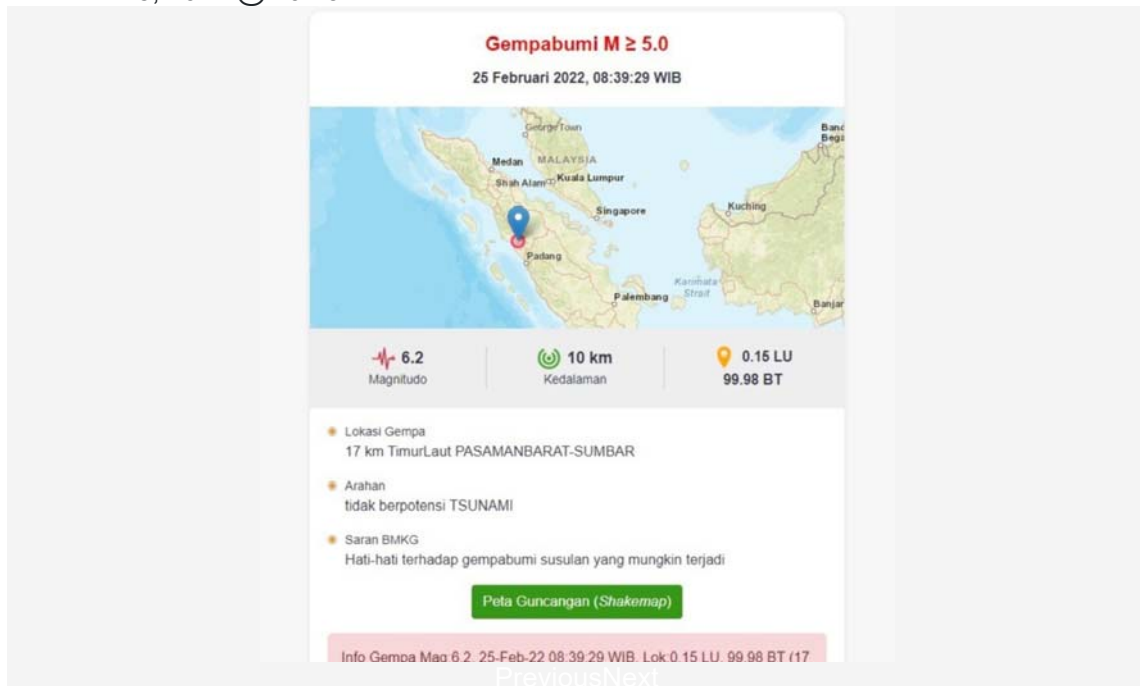 Gempabumi M ≥ 5.0
25 Februari 2022, 08:39:29 WIB
George Town
Medan
MALAYSIA
Shah Alam
Kuala Lumpur
Singapore
Kuching
Padang
Karimata
Strait
Palembang
Banjar
6.2
Magnitudo
10 km
Kedalaman
0.15 LU
99.98 BT
Lokasi Gempa
17 km TimurLaut PASAMANBARAT-SUMBAR
Arahan
tidak berpotensi TSUNAMI
Saran BMKG
Hati-hati terhadap gempabumi susulan yang mungkin terjadi
Peta Guncangan (Shakemap)
Info Gempa Mag:6.2, 25-Feb-22 08:39:29 WIB, Lok:0.15 LU, 99.98 BT (17
PreviousNext